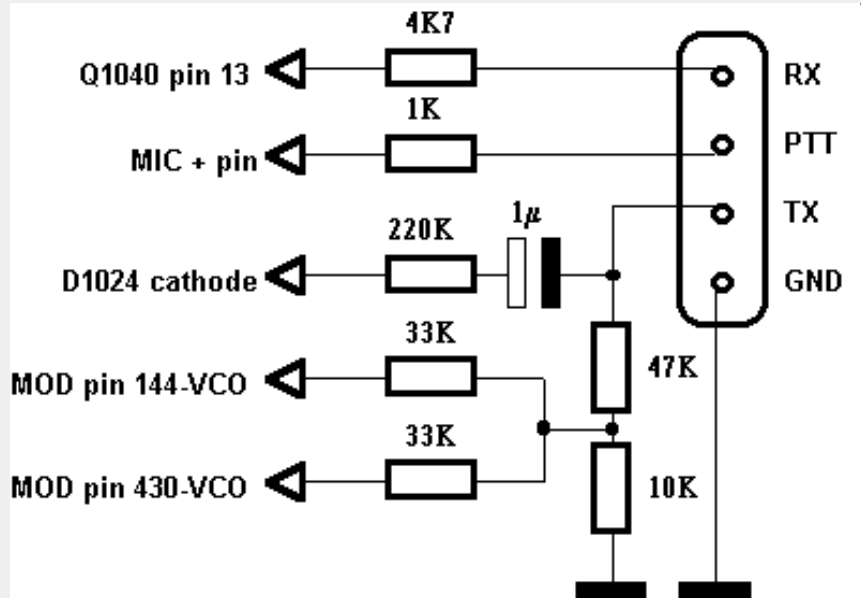 4K7
Q1040 pin 13
RX
1K
MIC + pin
PTT
1µ
TX
220K
D1024 cathode
GND
33K
MOD pin 144-VCO
47K
33K
MOD pin 430-VCO
10K